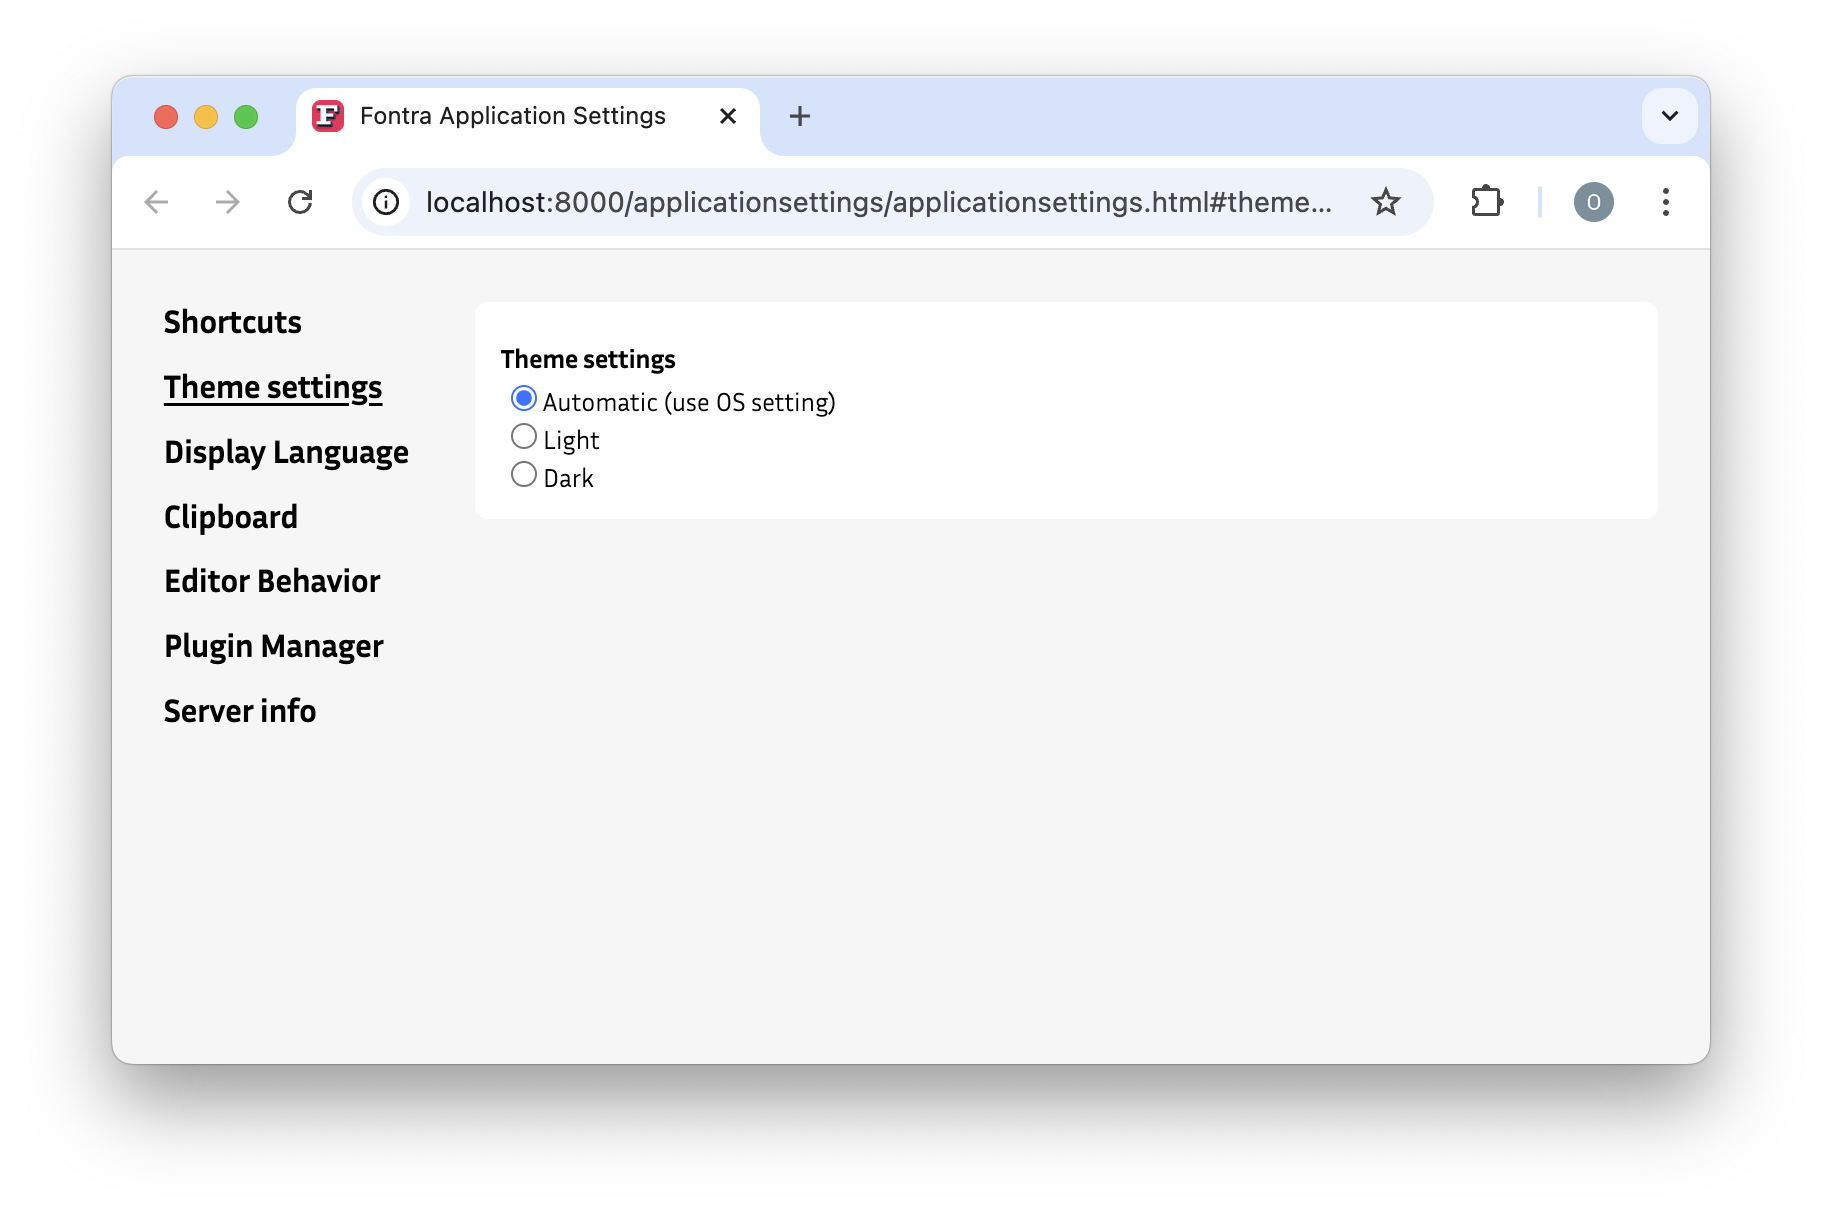 Fontra Application Settings
localhost:8000/applicationsettings/applicationsettings.html#theme...
O
Shortcuts
Theme settings
Display Language
Clipboard
Editor Behavior
Plugin Manager
Server info
Theme settings
Automatic (use OS setting)
Light
Dark